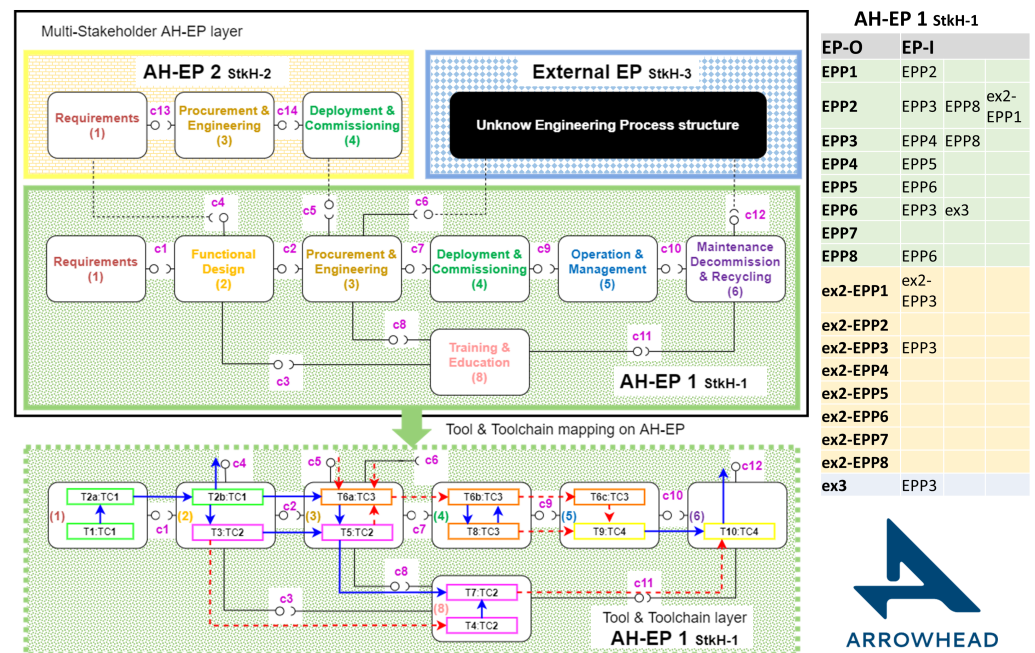 Multi-Stakeholder AH-EP layer
AH-EP 2 StkH-2
Requirements
(1)
c13
Procurement &
Engineering
(3)
c14
Deployment &
Commissioning
(4)
External EP StkH-3
Unknow Engineering Process structure
c4
c5
c6
c12
Requirements
(1)
c1
Functional
Design
(2)
c2
Procurement &
Engineering
(3)
c7
Deployment &
Commissioning
(4)
c9
Operation &
Management
(5)
c10
Maintenance
Decommission
& Recycling
(6)
c8
c3
Training &
Education
(8)
c11
AH-EP 1 StkH-1
Tool & Toolchain mapping on AH-EP
c4
c5
c6
c12
T2a:TC1
T1:TC1
(1)
c1
T2b:TC1
T3:TC2
(2)
c2
T6a:TC3
T5:TC2
(3)
c7
T6b:TC3
T8:TC3
(4)
c9
T6c:TC3
T9:TC4
(5)
c10
T10:TC4
(6)
c8
c3
T7:TC2
T4:TC2
(8)
c11
Tool & Toolchain layer
AH-EP 1 StkH-1
AH-EP 1 StkH-1
EP-O EP-I
EPP1 EPP2
EPP2 EPP3 EPP8 ex2-
EPP1
EPP3 EPP4 EPP8
EPP4 EPP5
EPP5 EPP6
EPP6 EPP3 ex3
EPP7
EPP8 EPP6
ex2-EPP1 ex2-
EPP3
ex2-EPP2
ex2-EPP3 EPP3
ex2-EPP4
ex2-EPP5
ex2-EPP6
ex2-EPP7
ex2-EPP8
ex3 EPP3
ARROWHEAD